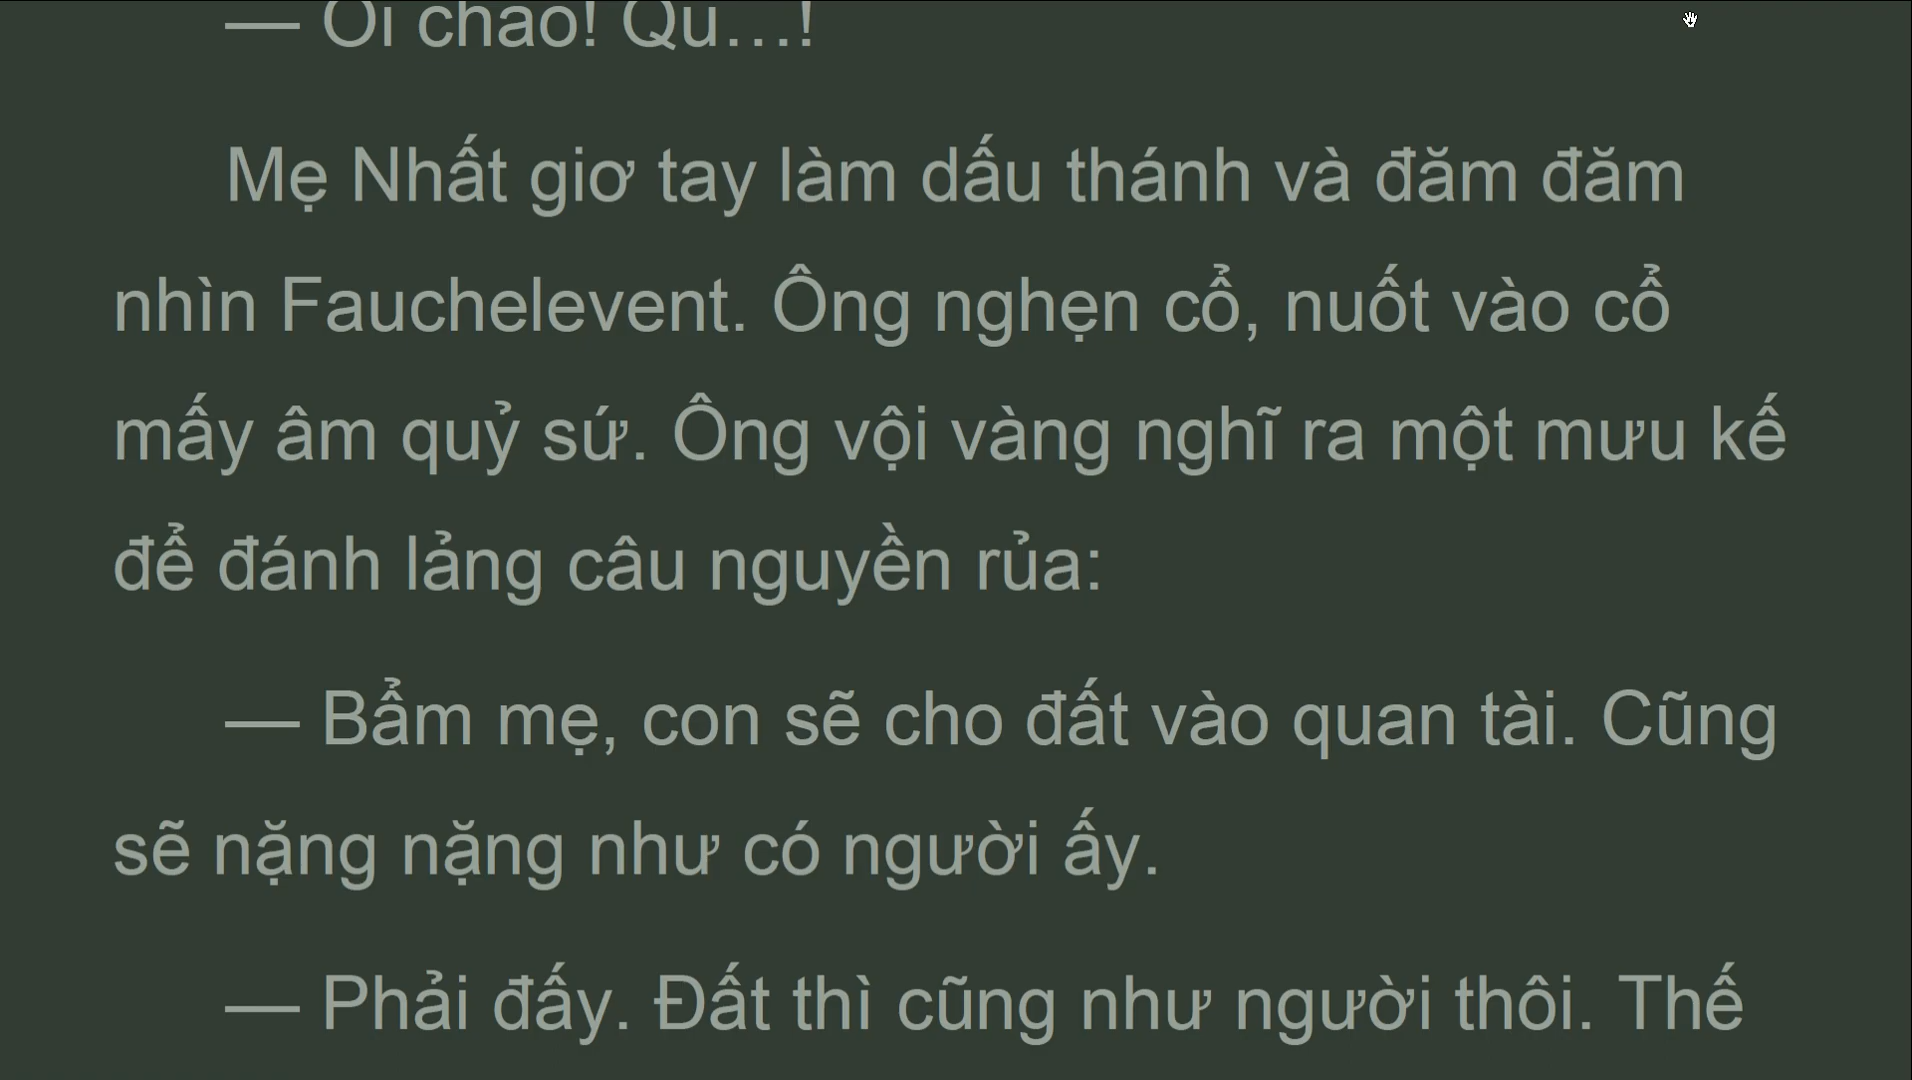 — Ôi chao! Qu…!
Mẹ Nhất giơ tay làm dấu thánh và đăm đăm
nhìn Fauchelevent. Ông nghẹn cổ, nuốt vào cổ
mấy âm quỷ sứ. Ông vội vàng nghĩ ra một mưu kế
để đánh lảng câu nguyền rủa:
— Bẩm mẹ, con sẽ cho đất vào quan tài. Cũng
sẽ nặng nặng như có người ấy.
— Phải đấy. Đất thì cũng như người thôi. Thế